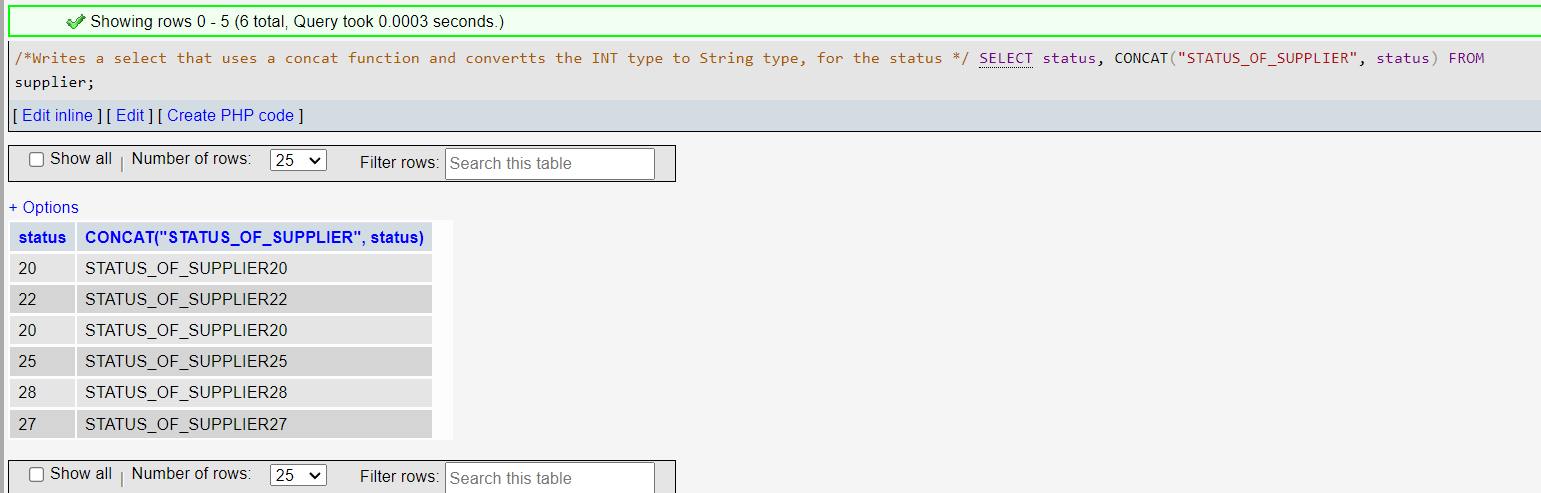 Showing rows 0 - 5 (6 total, Query took 0.0003 seconds.)
/*Writes a select that uses a concat function and convertts the INT type to String type, for the status */ SELECT status, CONCAT("STATUS_OF_SUPPLIER", status) FROM
supplier;
[ Edit inline ] [ Edit ] [ Create PHP code ]
Show all | Number of rows: 25 Filter rows: Search this table
+ Options
status CONCAT("STATUS_OF_SUPPLIER", status)
20 STATUS_OF_SUPPLIER20
22 STATUS_OF_SUPPLIER22
20 STATUS_OF_SUPPLIER20
25 STATUS_OF_SUPPLIER25
28 STATUS_OF_SUPPLIER28
27 STATUS_OF_SUPPLIER27
Show all | Number of rows: 25 Filter rows: Search this table